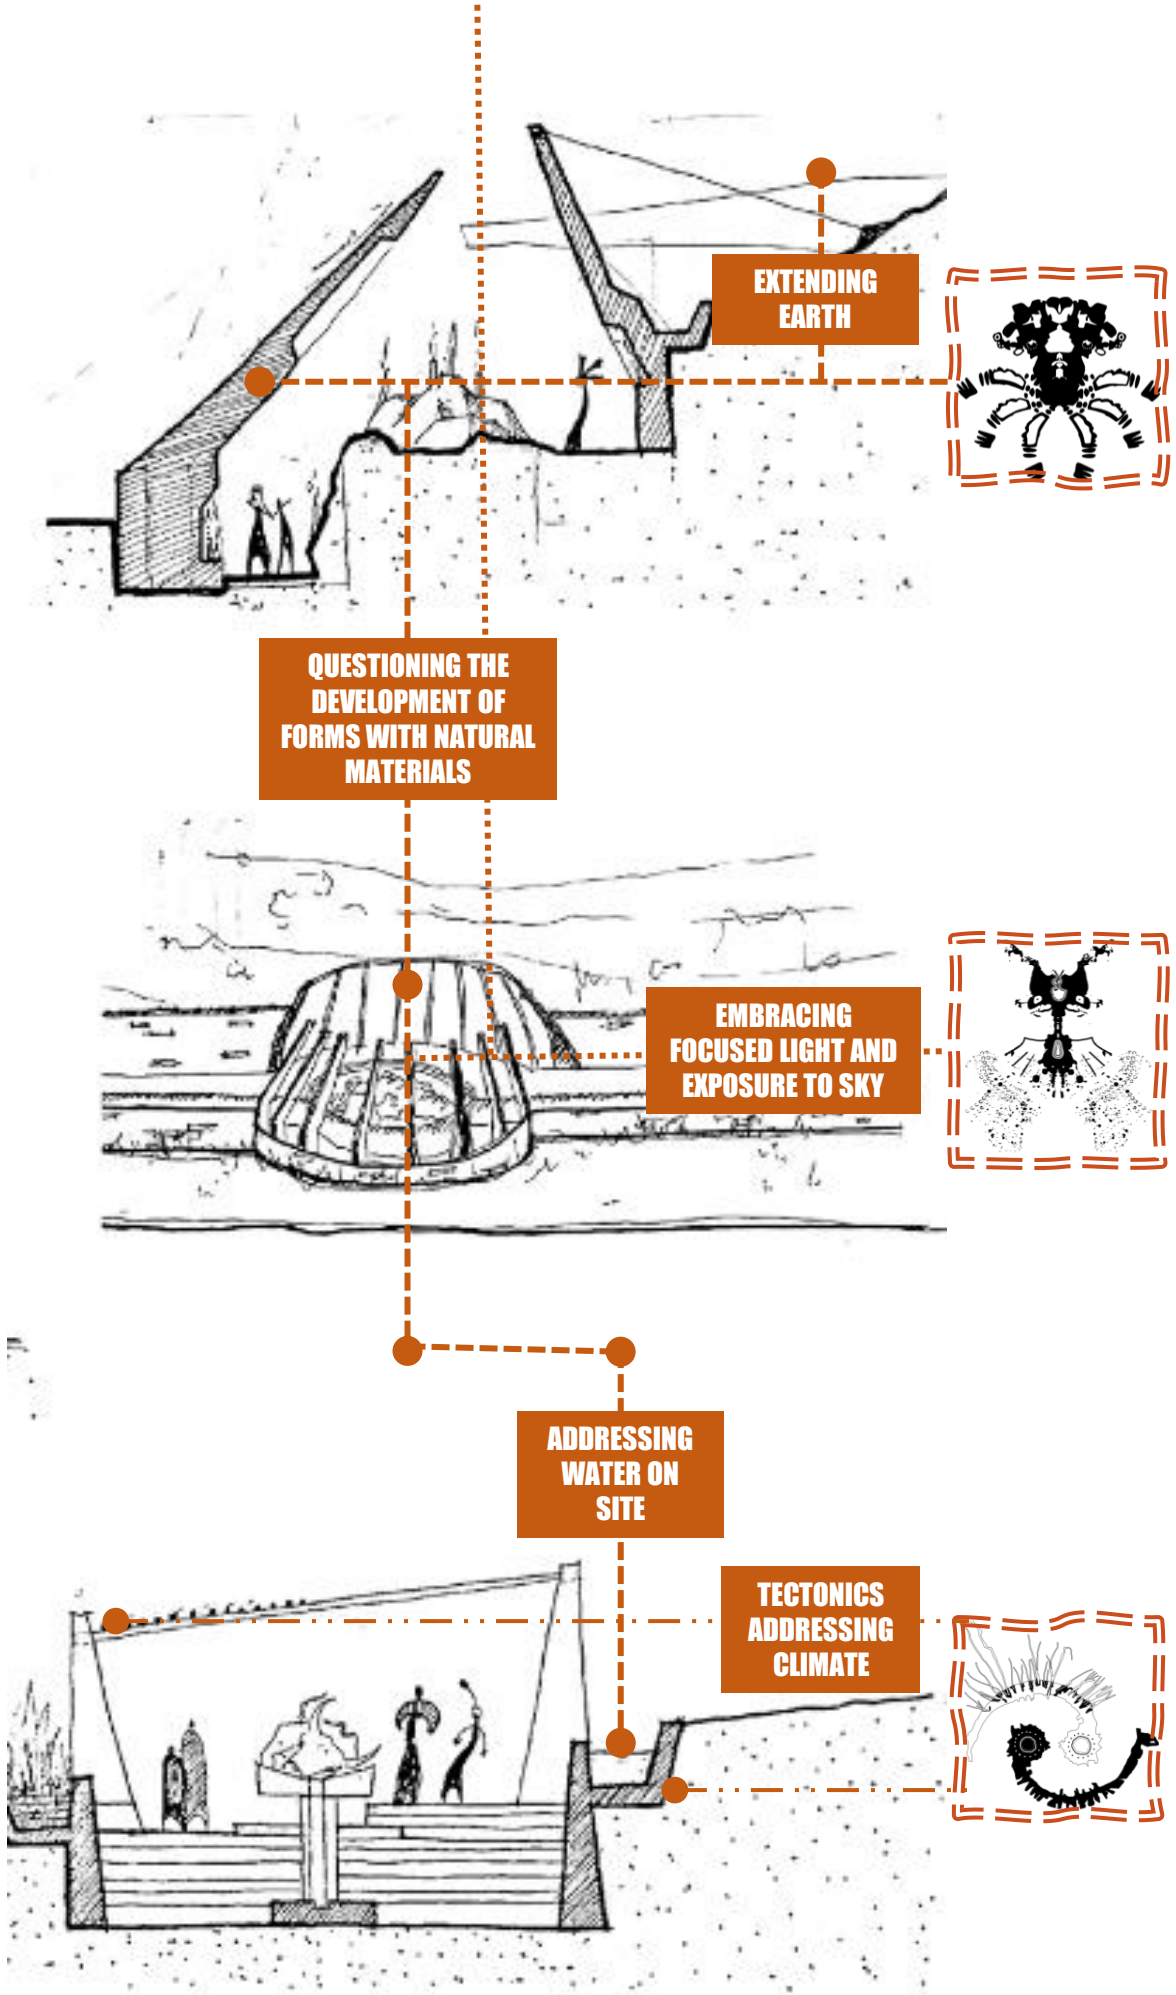 EXTENDING
EARTH
QUESTIONING THE
DEVELOPMENT OF
FORMS WITH NATURAL
MATERIALS
EMBRACING
FOCUSED LIGHT AND
EXPOSURE TO SKY
ADDRESSING
WATER ON
SITE
TECTONICS
ADDRESSING
CLIMATE